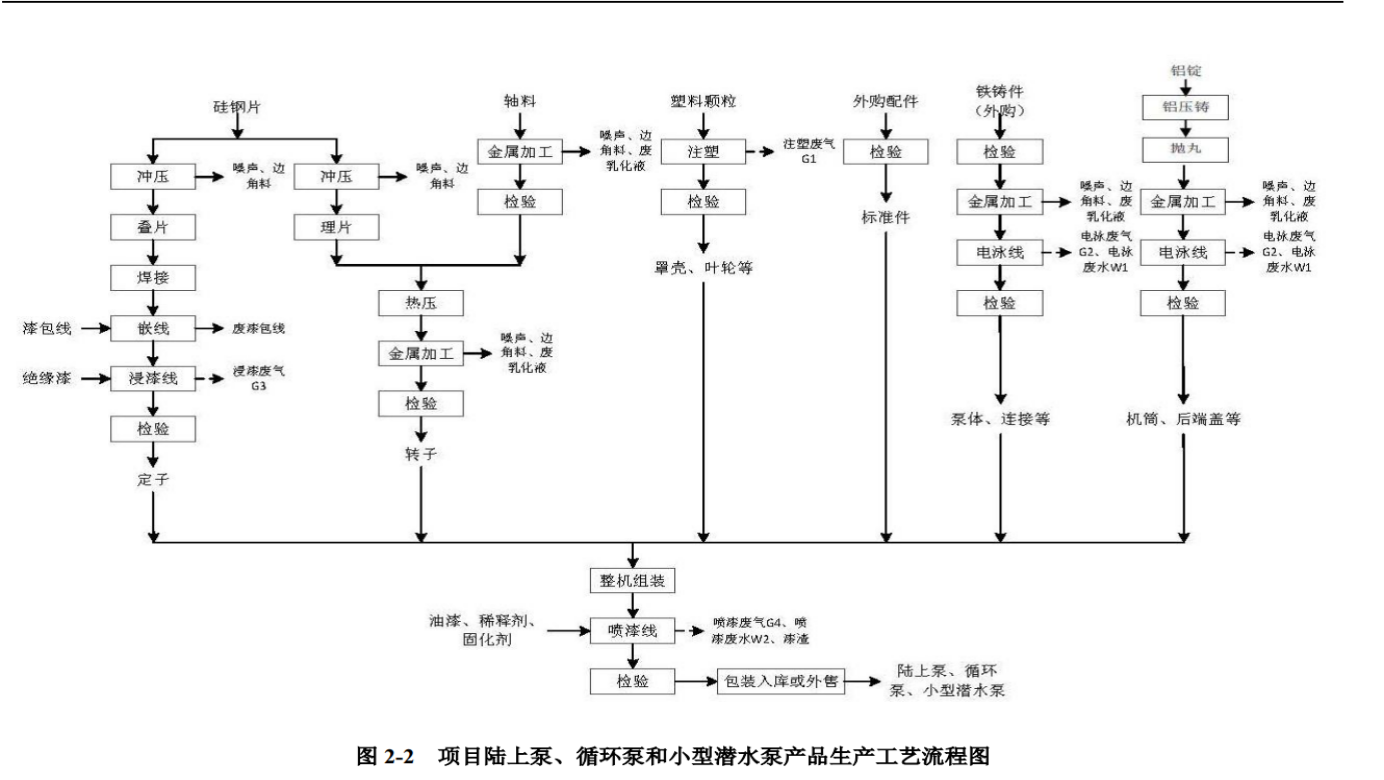 铝锭
硅钢片
轴料
塑料颗粒
外购配件
铁铸件
（外购）
铝压铸
抛丸
冲压
噪声、边
角料
冲压
噪声、边
角料
金属加工
噪声、边
角料、废
乳化液
注塑
注塑废气
G1
检验
检验
叠片
理片
检验
检验
标准件
金属加工
噪声、边
角料、废
乳化液
金属加工
噪声、边
角料、废
乳化液
焊接
罩壳、叶轮等
电泳线
电泳废气
G2、电泳
废水W1
电泳线
电泳废气
G2、电泳
废水W1
热压
检验
检验
漆包线
嵌线
废漆包线
金属加工
噪声、边
角料、废
乳化液
绝缘漆
浸漆线
浸漆废气
G3
检验
检验
转子
泵体、连接等
机筒、后端盖等
定子
整机组装
油漆、稀释剂、
固化剂
喷漆线
喷漆废气G4、喷
漆废水W2、漆渣
检验
包装入库或外售
陆上泵、循环
泵、小型潜水泵
图 2-2 项目陆上泵、循环泵和小型潜水泵产品生产工艺流程图